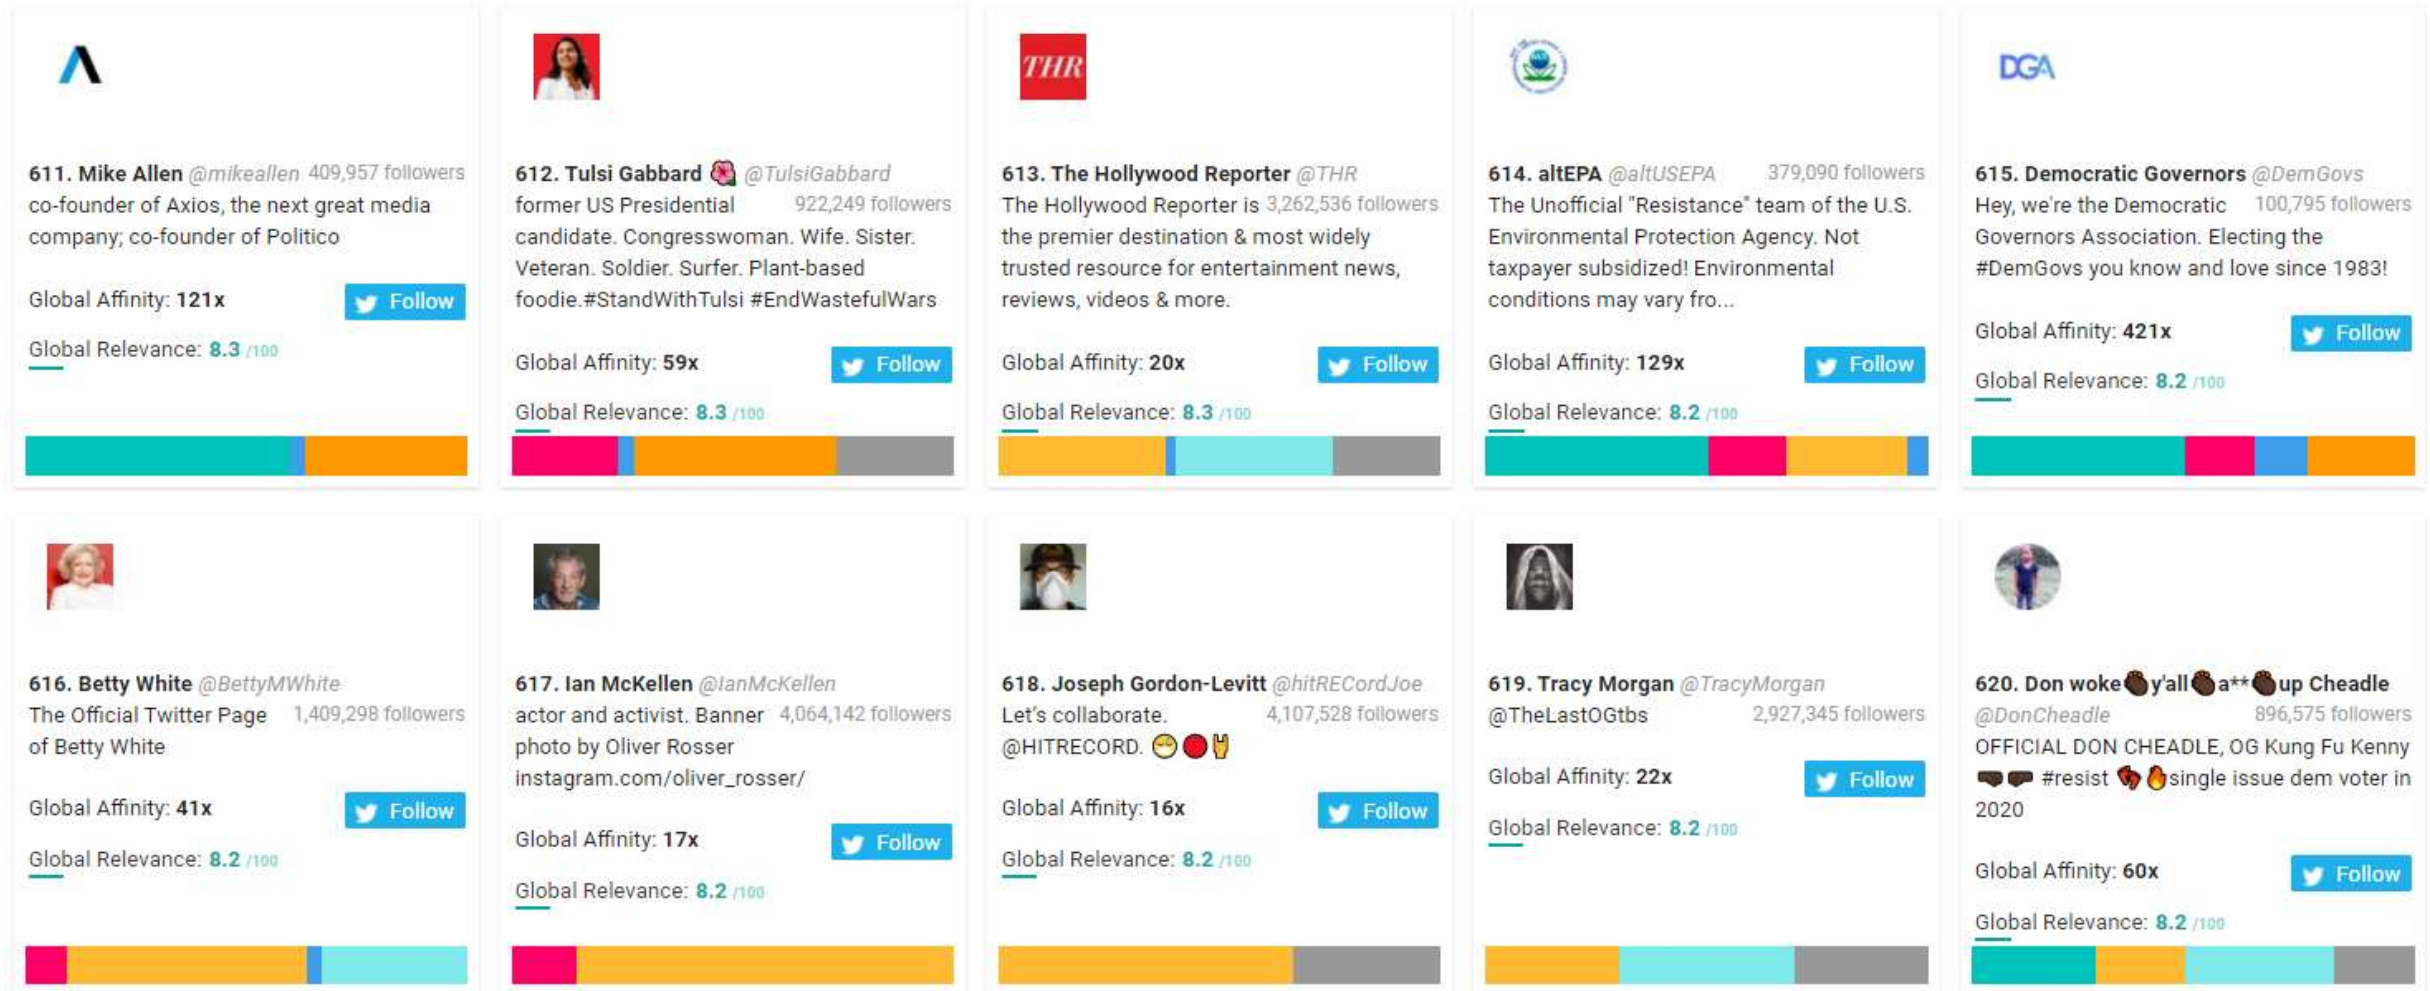 THR
DGA
611. Mike Allen @mikeallen 409,957 followers
co-founder of Axios, the next great media
company; co-founder of Politico
Global Affinity: 121x
Follow
Global Relevance: 8.3 /100
612. Tulsi Gabbard 🌺 @TulsiGabbard
former US Presidential 922,249 followers
candidate. Congresswoman. Wife. Sister.
Veteran. Soldier. Surfer. Plant-based
foodie.#StandWithTulsi #EndWastefulWars
Global Affinity: 59x
Follow
Global Relevance: 8.3 /100
613. The Hollywood Reporter @THR
The Hollywood Reporter is 3,262,536 followers
the premier destination & most widely
trusted resource for entertainment news,
reviews, videos & more.
Global Affinity: 20x
Follow
Global Relevance: 8.3 /100
614. altEPA @altUSEPA 379,090 followers
The Unofficial "Resistance" team of the U.S.
Environmental Protection Agency. Not
taxpayer subsidized! Environmental
conditions may vary fro...
Global Affinity: 129x
Follow
Global Relevance: 8.2 /100
615. Democratic Governors @DemGovs
Hey, we're the Democratic 100,795 followers
Governors Association. Electing the
#DemGovs you know and love since 1983!
Global Affinity: 421x
Follow
Global Relevance: 8.2 /100
616. Betty White @BettyMWhite
The Official Twitter Page 1,409,298 followers
of Betty White
Global Affinity: 41x
Follow
Global Relevance: 8.2 /100
617. Ian McKellen @IanMcKellen
actor and activist. Banner 4,064,142 followers
photo by Oliver Rosser
instagram.com/oliver_rosser/
Global Affinity: 17x
Follow
Global Relevance: 8.2 /100
618. Joseph Gordon-Levitt @hitRECordJoe
Let's collaborate. 4,107,528 followers
@HITRECORD. 😷🔴🤘
Global Affinity: 16x
Follow
Global Relevance: 8.2 /100
619. Tracy Morgan @TracyMorgan
@TheLastOGtbs 2,927,345 followers
Global Affinity: 22x
Follow
Global Relevance: 8.2 /100
620. Don woke✊🏿y'all✊🏿a**✊🏿up Cheadle
@DonCheadle 896,575 followers
OFFICIAL DON CHEADLE, OG Kung Fu Kenny
🤛🏿🤜🏿 #resist 👣🔥single issue dem voter in
2020
Global Affinity: 60x
Follow
Global Relevance: 8.2 /100